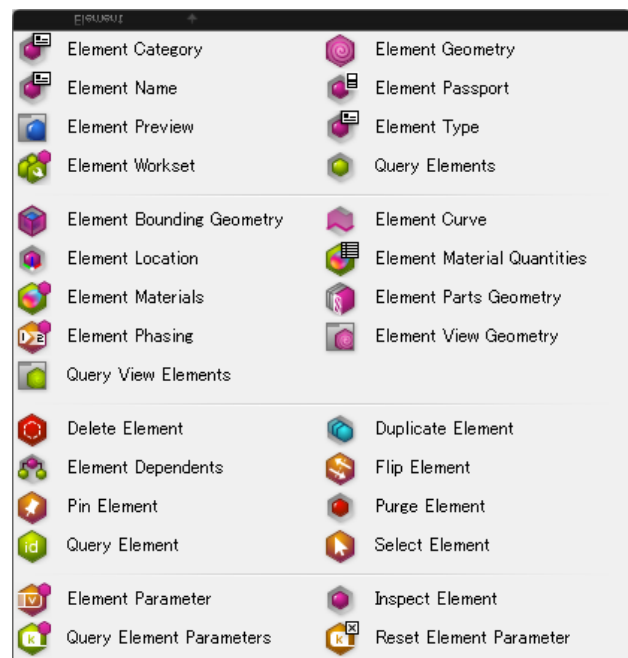 Element
Element Category
Element Geometry
Element Name
Element Passport
Element Preview
Element Type
Element Workset
Query Elements
Element Bounding Geometry
Element Curve
Element Location
Element Material Quantities
Element Materials
Element Parts Geometry
Element Phasing
Element View Geometry
Query View Elements
Delete Element
Duplicate Element
Element Dependents
Flip Element
Pin Element
Purge Element
id
Query Element
Select Element
Element Parameter
Inspect Element
Query Element Parameters
Reset Element Parameter